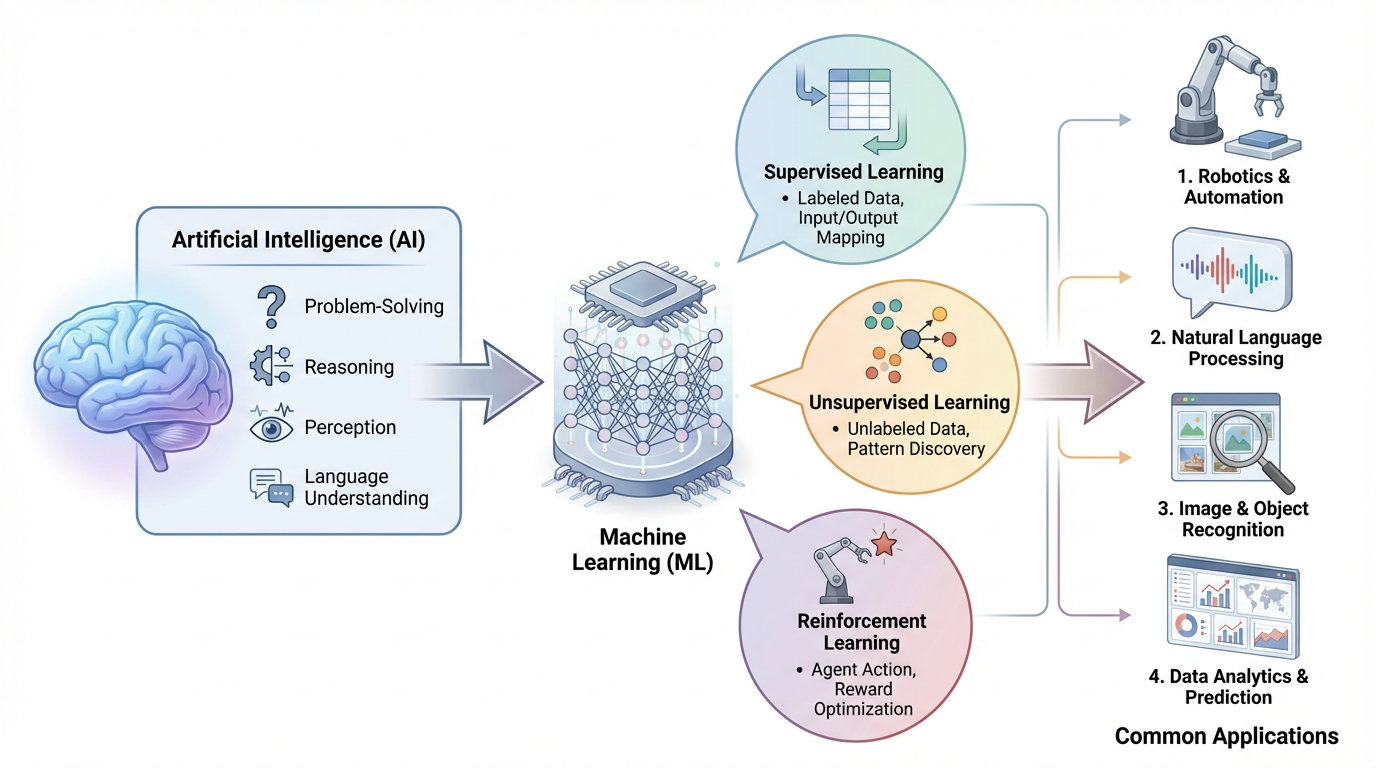 Artificial Intelligence (AI)
Problem-Solving
Reasoning
Perception
Language
Understanding
Machine
Learning (ML)
Supervised Learning
• Labeled Data,
Input/Output
Mapping
Unsupervised Learning
• Unlabeled Data,
Pattern Discovery
Reinforcement
Learning
• Agent Action,
Reward
Optimization
1. Robotics &
Automation
2. Natural Language
Processing
3. Image & Object
Recognition
4. Data Analytics &
Prediction
Common Applications